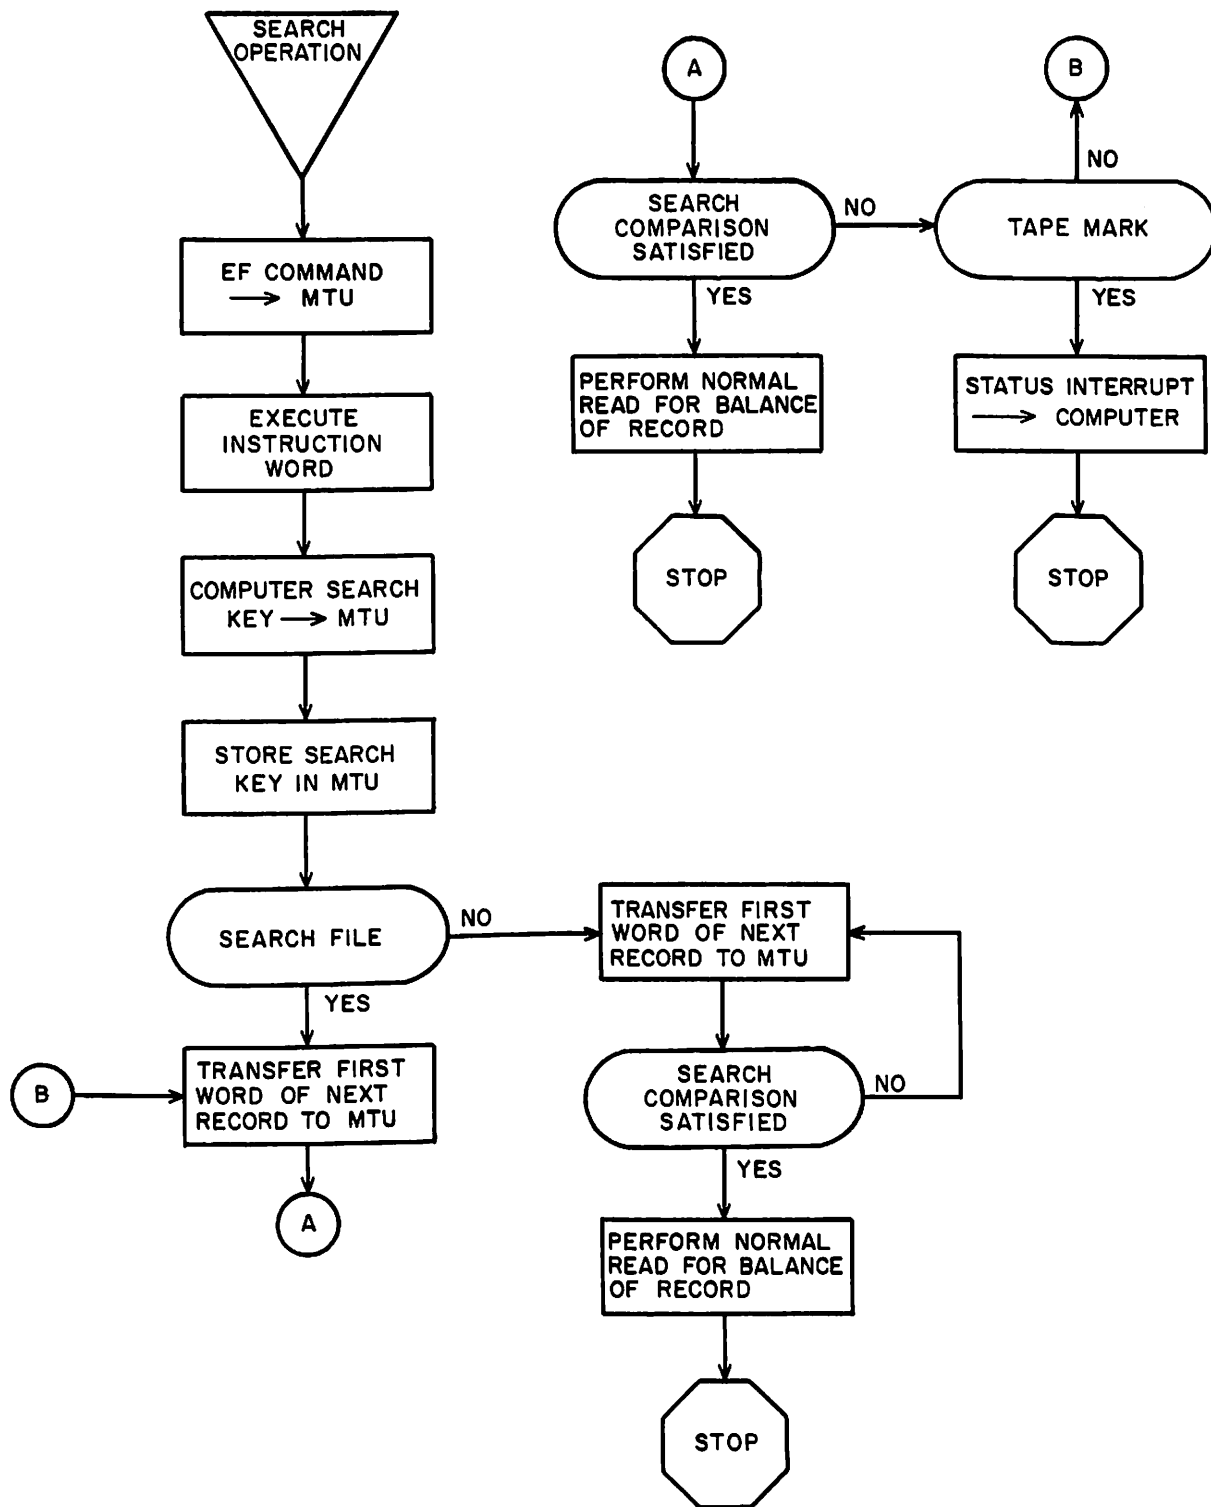 SEARCH
OPERATION
EF COMMAND
→ MTU
EXECUTE
INSTRUCTION
WORD
COMPUTER SEARCH
KEY → MTU
STORE SEARCH
KEY IN MTU
SEARCH FILE
NO
YES
B
TRANSFER FIRST
WORD OF NEXT
RECORD TO MTU
A
TRANSFER FIRST
WORD OF NEXT
RECORD TO MTU
SEARCH
COMPARISON
SATISFIED
NO
YES
PERFORM NORMAL
READ FOR BALANCE
OF RECORD
STOP
A
SEARCH
COMPARISON
SATISFIED
NO
YES
PERFORM NORMAL
READ FOR BALANCE
OF RECORD
STOP
B
NO
TAPE MARK
YES
STATUS INTERRUPT
→ COMPUTER
STOP